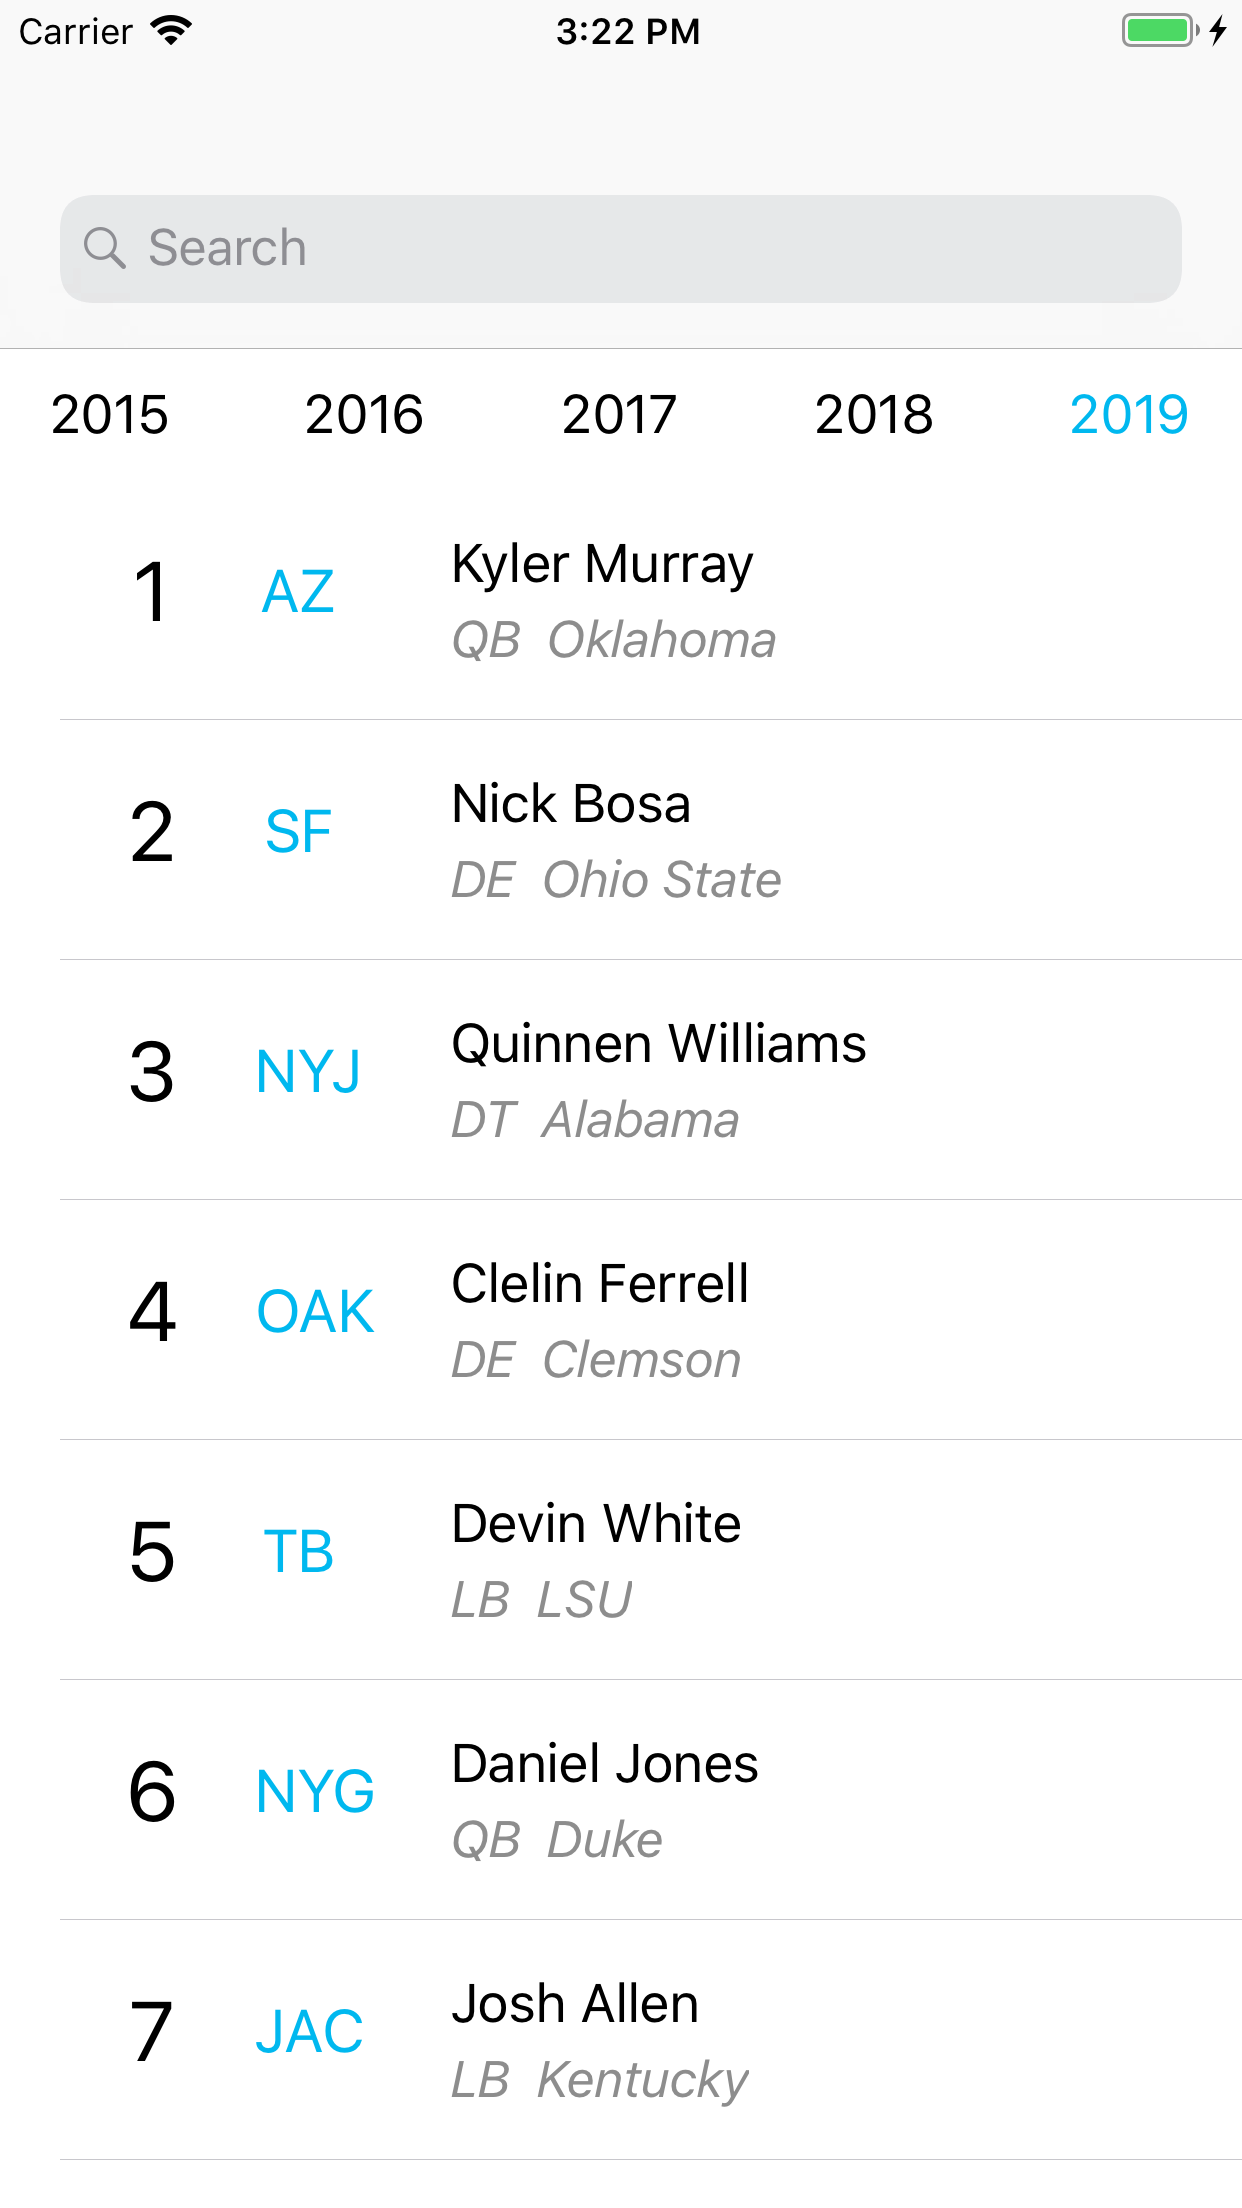 Carrier 3:22 PM
Search
2015 2016 2017 2018 2019
1 AZ Kyler Murray
QB Oklahoma
2 SF Nick Bosa
DE Ohio State
3 NYJ Quinnen Williams
DT Alabama
4 OAK Clelin Ferrell
DE Clemson
5 TB Devin White
LB LSU
6 NYG Daniel Jones
QB Duke
7 JAC Josh Allen
LB Kentucky